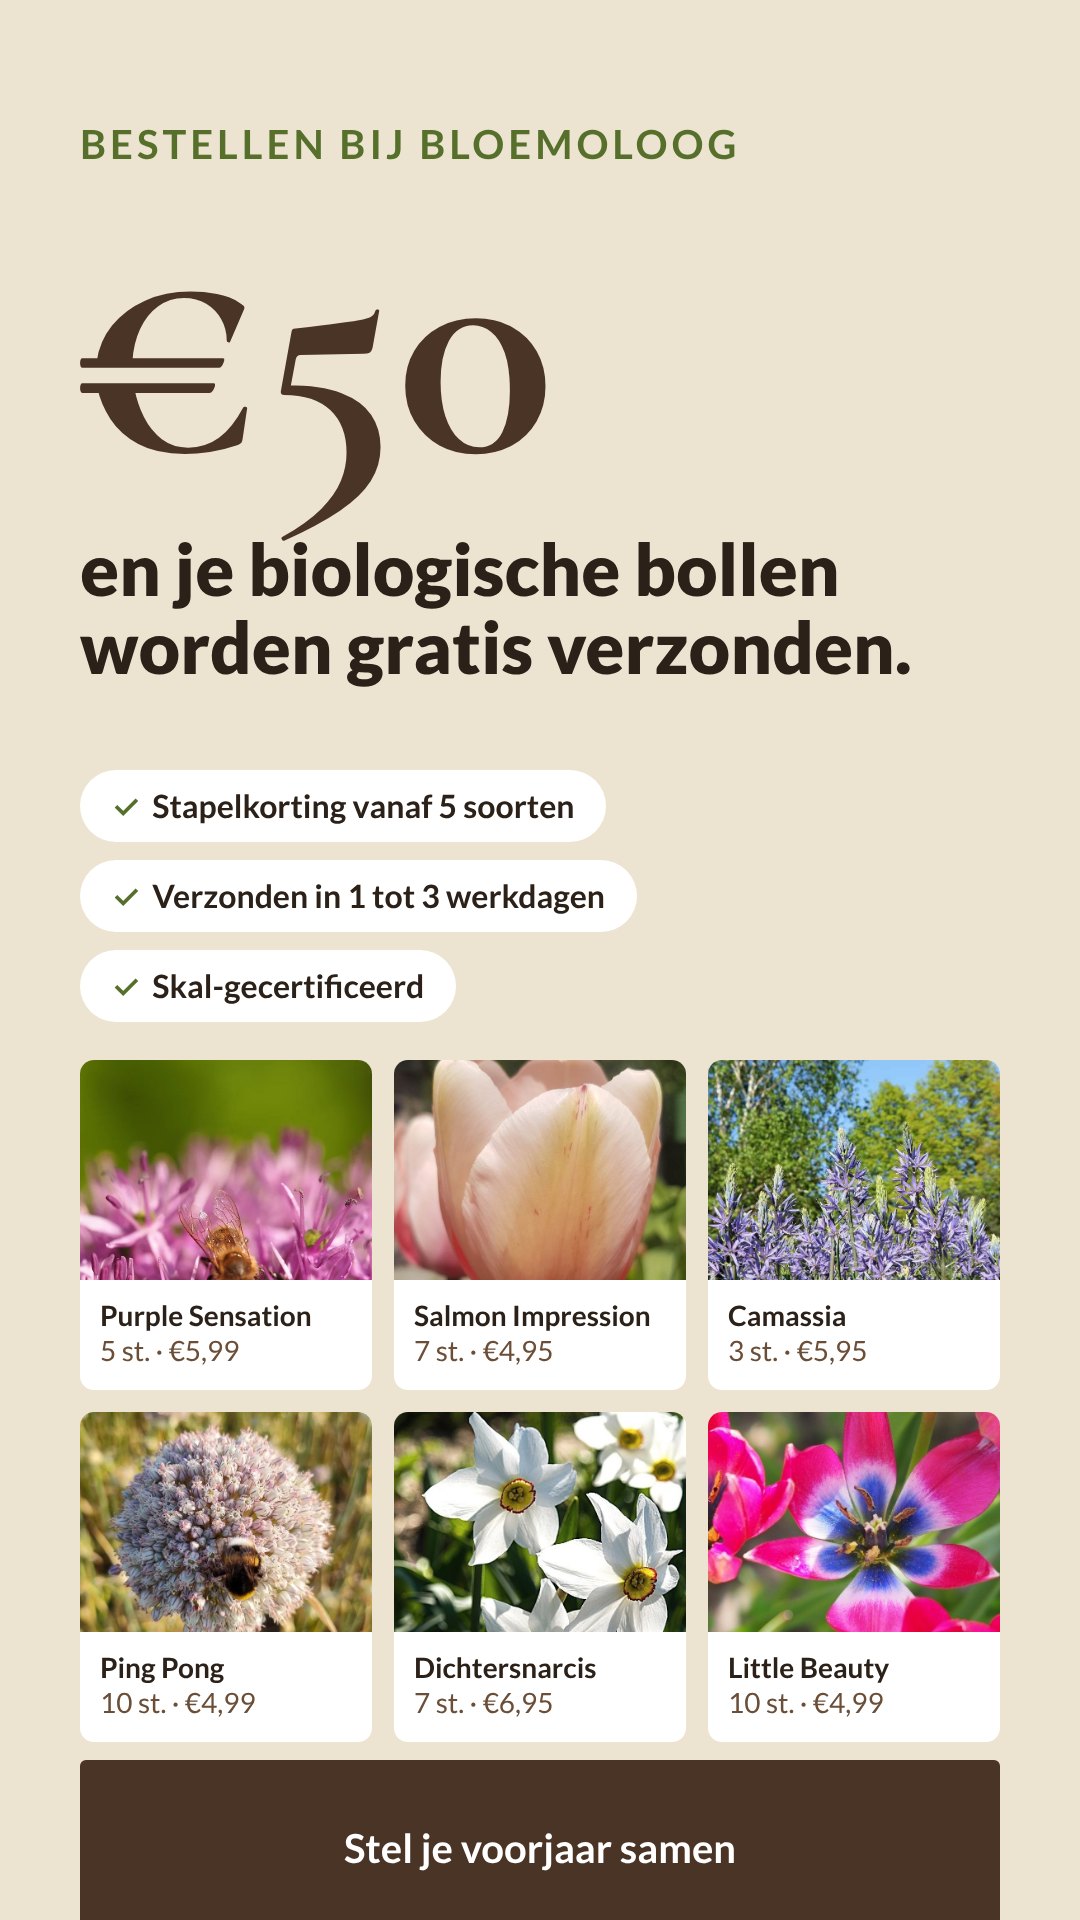 BESTELLEN BIJ BLOEMOLOOG
€50
en je biologische bollen
worden gratis verzonden.
Stapelkorting vanaf 5 soorten
Verzonden in 1 tot 3 werkdagen
Skal-gecertificeerd
Purple Sensation
5 st. · €5,99
Salmon Impression
7 st. · €4,95
Camassia
3 st. · €5,95
Ping Pong
10 st. · €4,99
Dichtersnarcis
7 st. · €6,95
Little Beauty
10 st. · €4,99
Stel je voorjaar samen